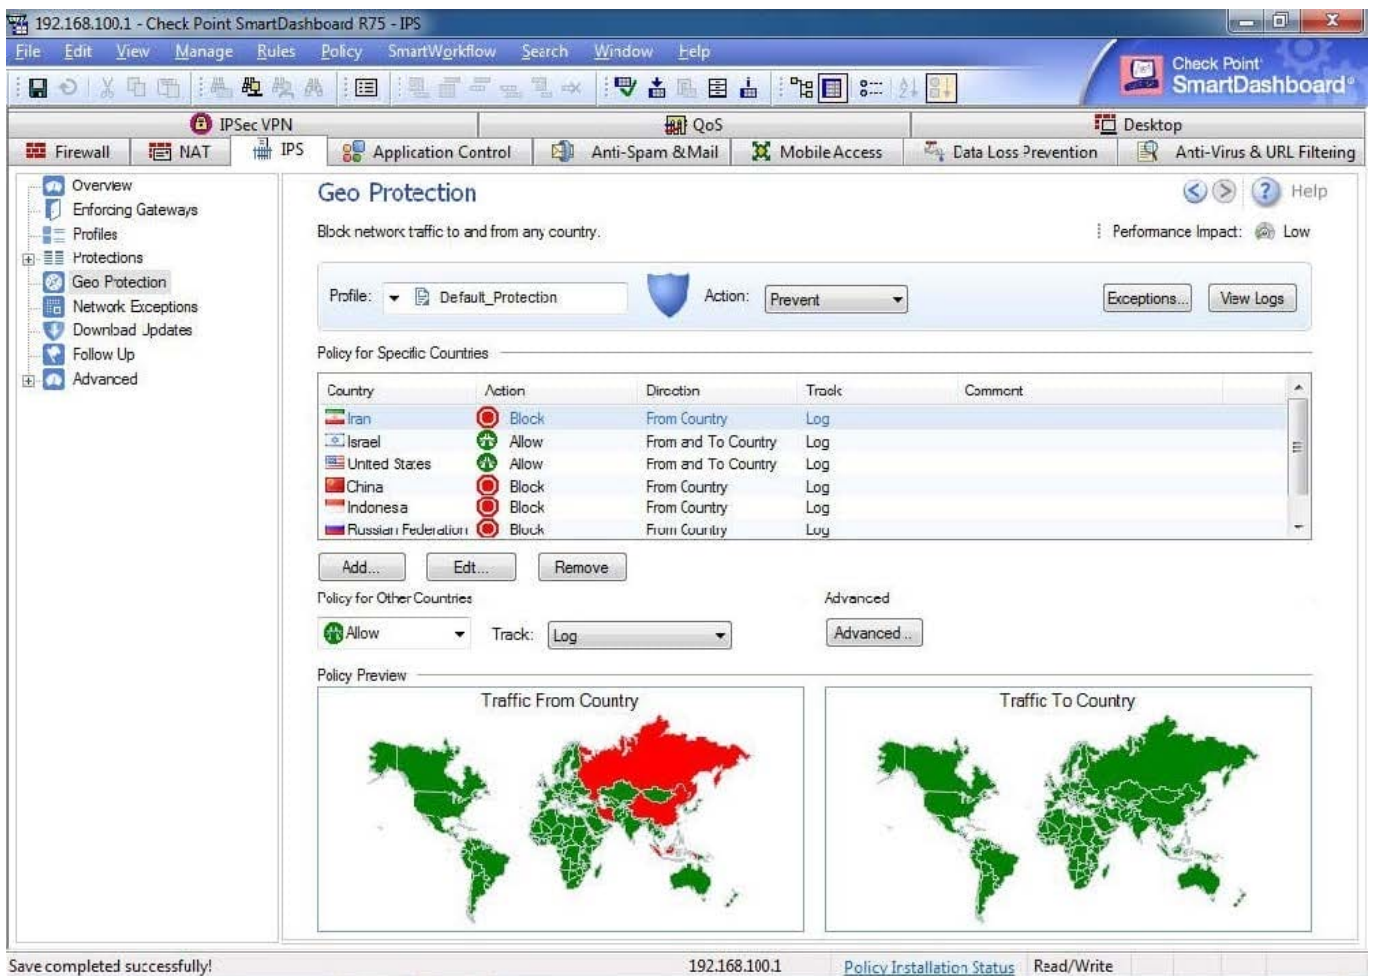 192.168.100.1 - Check Point SmartDashboard R75 - IPS
File Edit View Manage Rules Policy SmartWorkflow Search Window Help
Check Point
SmartDashboard
IPSec VPN QoS Desktop
Firewall NAT IPS Application Control Anti-Spam & Mail Mobile Access Data Loss Prevention Anti-Virus & URL Filtering
Overview
Enforcing Gateways
Profiles
Protections
Geo Protection
Network Exceptions
Download Updates
Follow Up
Advanced
Geo Protection
Help
Block network traffic to and from any country.
Performance Impact: Low
Profile: Default_Protection Action: Prevent Exceptions... View Logs
Policy for Specific Countries
Country Action Direction Track Comment
Iran Block From Country Log
Israel Allow From and To Country Log
United States Allow From and To Country Log
China Block From Country Log
Indonesia Block From Country Log
Russian Federation Block From Country Log
Add... Edit... Remove
Policy for Other Countries Advanced
Allow Track: Log Advanced...
Policy Preview
Traffic From Country Traffic To Country
Save completed successfully! 192.168.100.1 Policy Installation Status Read/Write